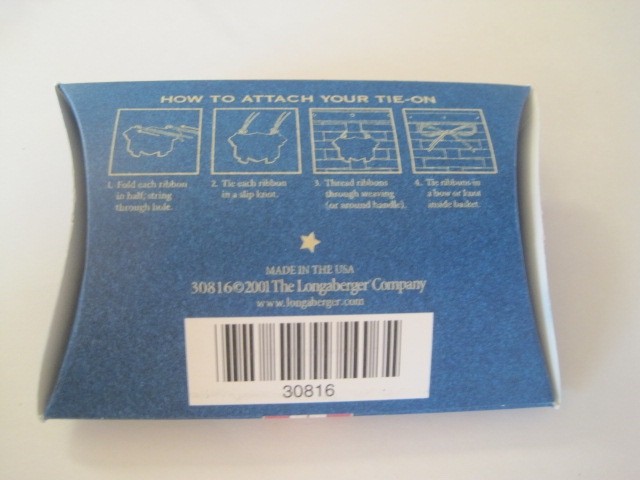 HOW TO ATTACH YOUR TIE-ON
1. Fold each ribbon
in half, string
through hole.
2. Tie each ribbon
in a slip knot.
3. Thread ribbons
through weaving
(or around handle).
4. Tie ribbons in
a bow or knot
inside basket.
MADE IN THE USA
30816©2001 The Longaberger Company
www.longaberger.com
30816